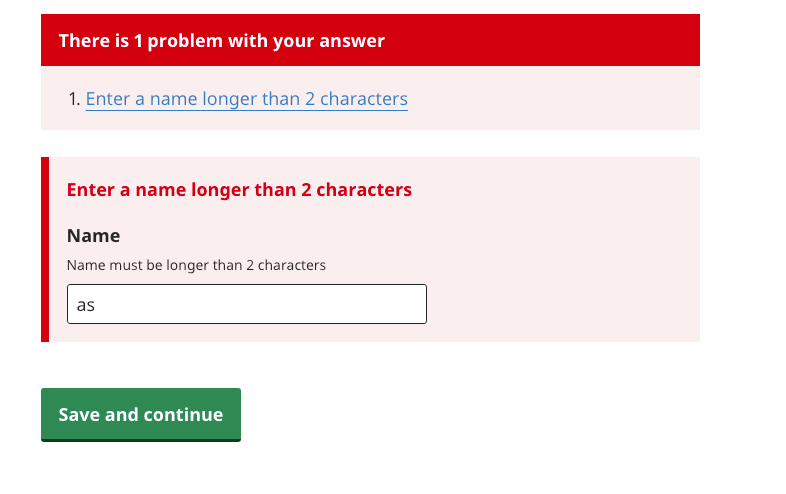 There is 1 problem with your answer
1. Enter a name longer than 2 characters
Enter a name longer than 2 characters
Name
Name must be longer than 2 characters
as
Save and continue